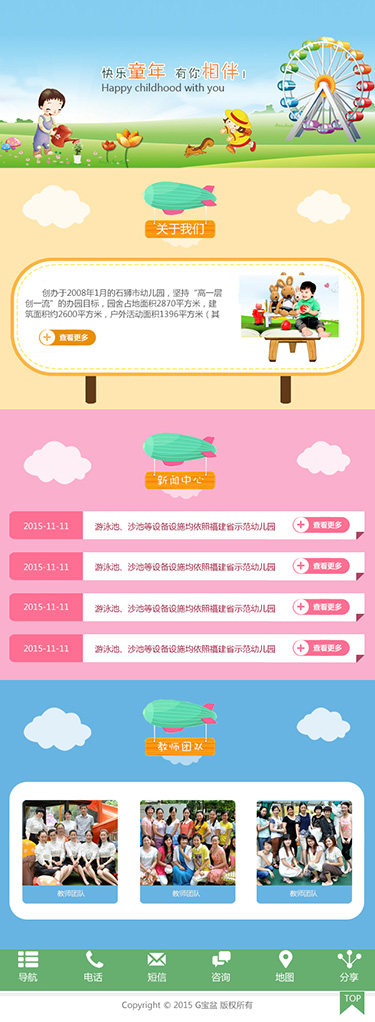 快乐童年 有你相伴!
Happy childhood with you
关于我们
创办于2008年1月的石狮市幼儿园，坚持“高一层
创一流”的办园目标，园舍占地面积2870平方米，建
筑面积约2600平方米，户外活动面积1396平方米（其
查看更多
新闻中心
2015-11-11 游泳池、沙池等设备设施均依照福建省示范幼儿园 查看更多
2015-11-11 游泳池、沙池等设备设施均依照福建省示范幼儿园 查看更多
2015-11-11 游泳池、沙池等设备设施均依照福建省示范幼儿园 查看更多
2015-11-11 游泳池、沙池等设备设施均依照福建省示范幼儿园 查看更多
教师团队
教师团队 教师团队 教师团队
导航 电话 短信 咨询 地图 分享
TOP
Copyright © 2015 G宝盆 版权所有